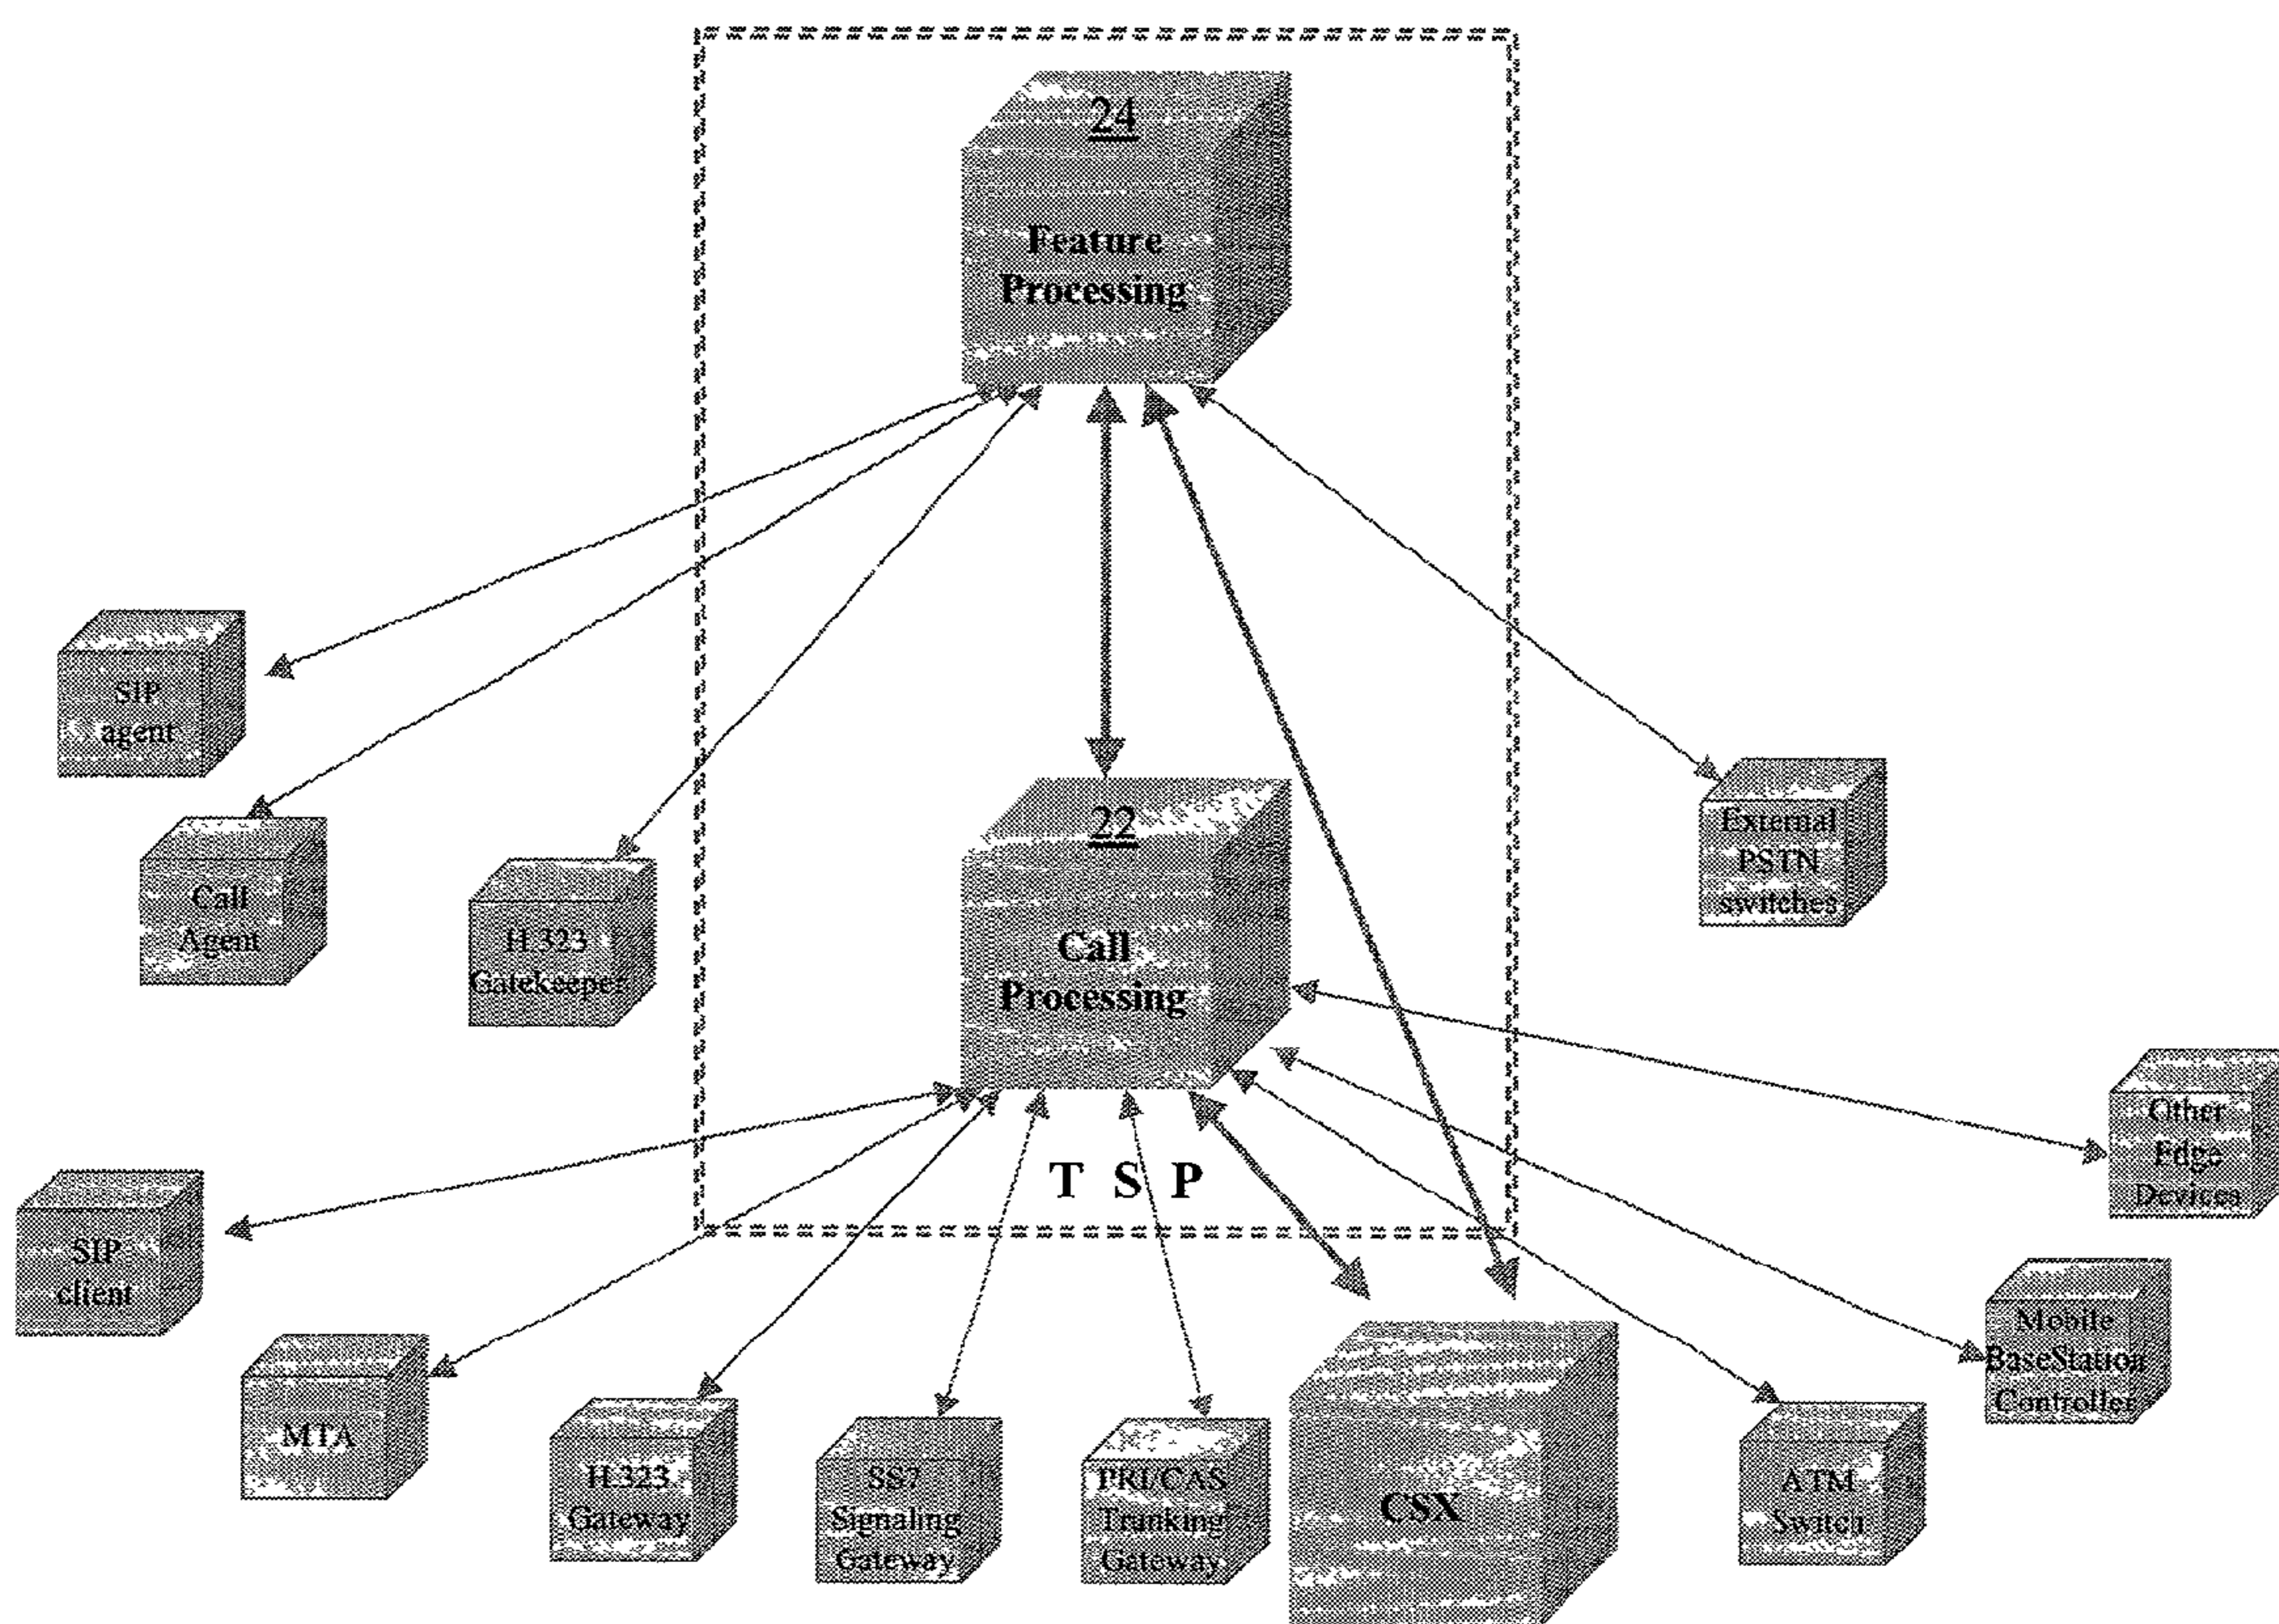 24
Feature
Processing
SIP
agent
Call
Agent
H.323
Gatekeeper
22
Call
Processing
External
PSTN
switches
T S P
Other
Edge
Devices
SIP
client
MTA
H.323
Gateway
SS7
Signaling
Gateway
PRI/CAS
Trunking
Gateway
CSX
ATM
Switch
Mobile
BaseStation
Controller